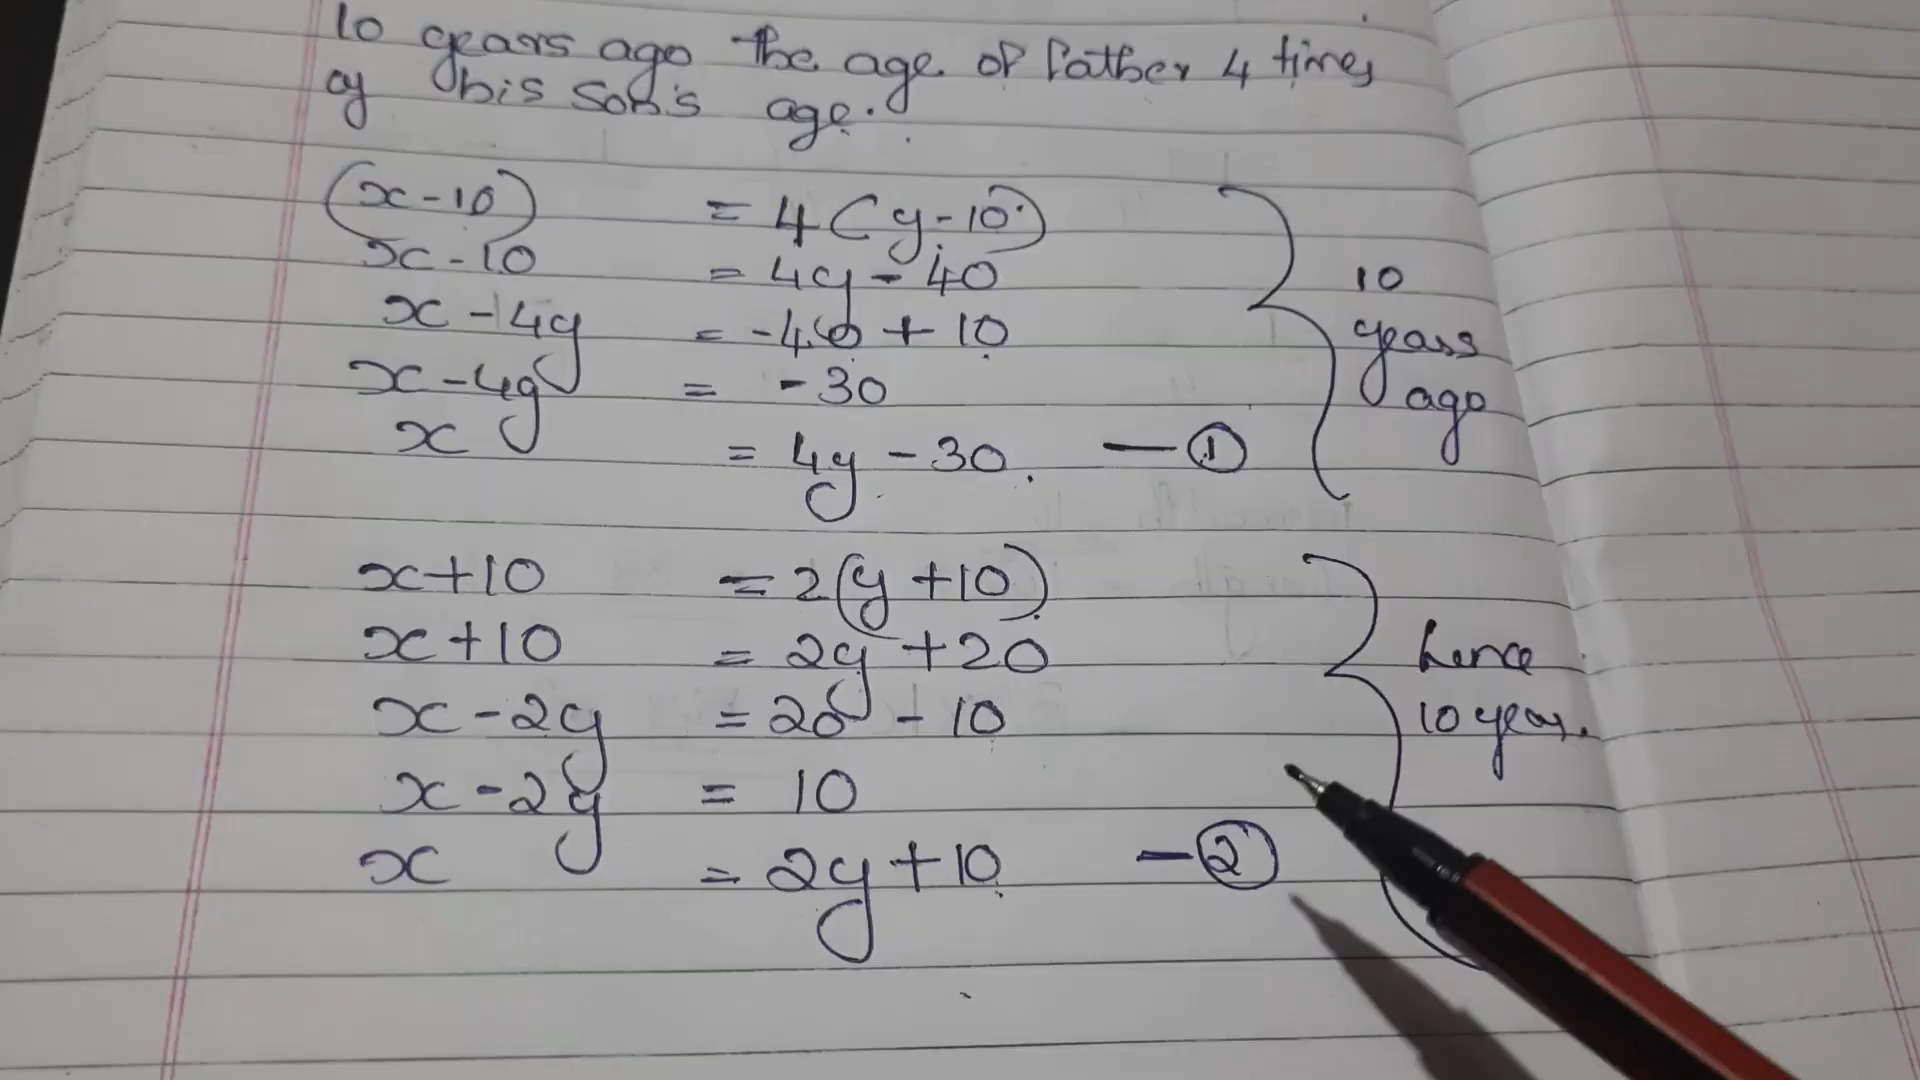 10 years ago the age of father 4 times
of his son's age.
(x-10) = 4(y-10)
x-10 = 4y-40
x-4y = -40+10
x-4y = -30
x = 4y-30. —①
10
years
ago
x+10 = 2(y+10)
x+10 = 2y+20
x-2y = 20-10
x-2y = 10
x = 2y+10 —②
hence
10 year.